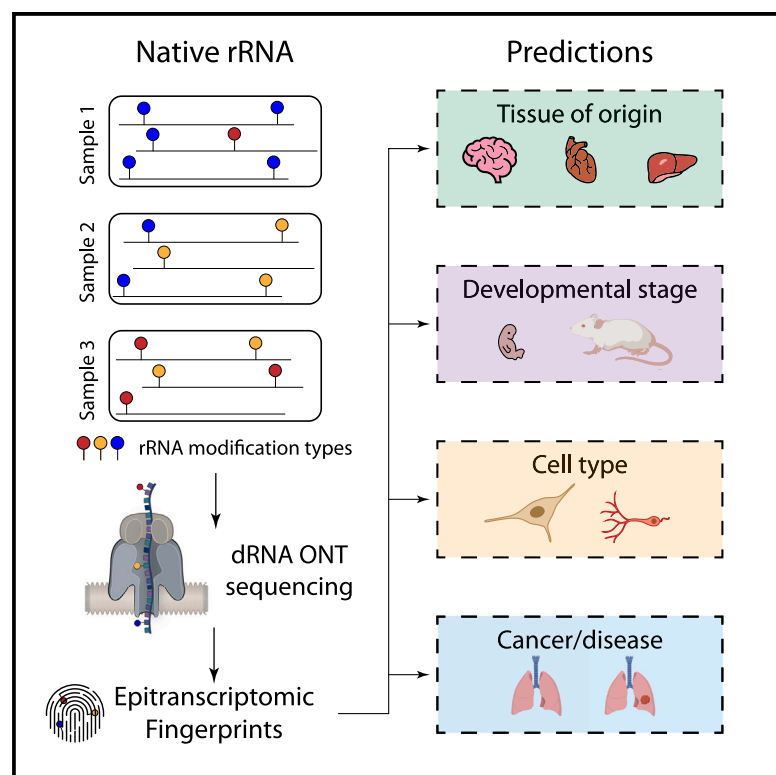 Native rRNA
Sample 1
Sample 2
Sample 3
rRNA modification types
dRNA ONT
sequencing
Epitranscriptomic
Fingerprints
Predictions
Tissue of origin
Developmental stage
Cell type
Cancer/disease